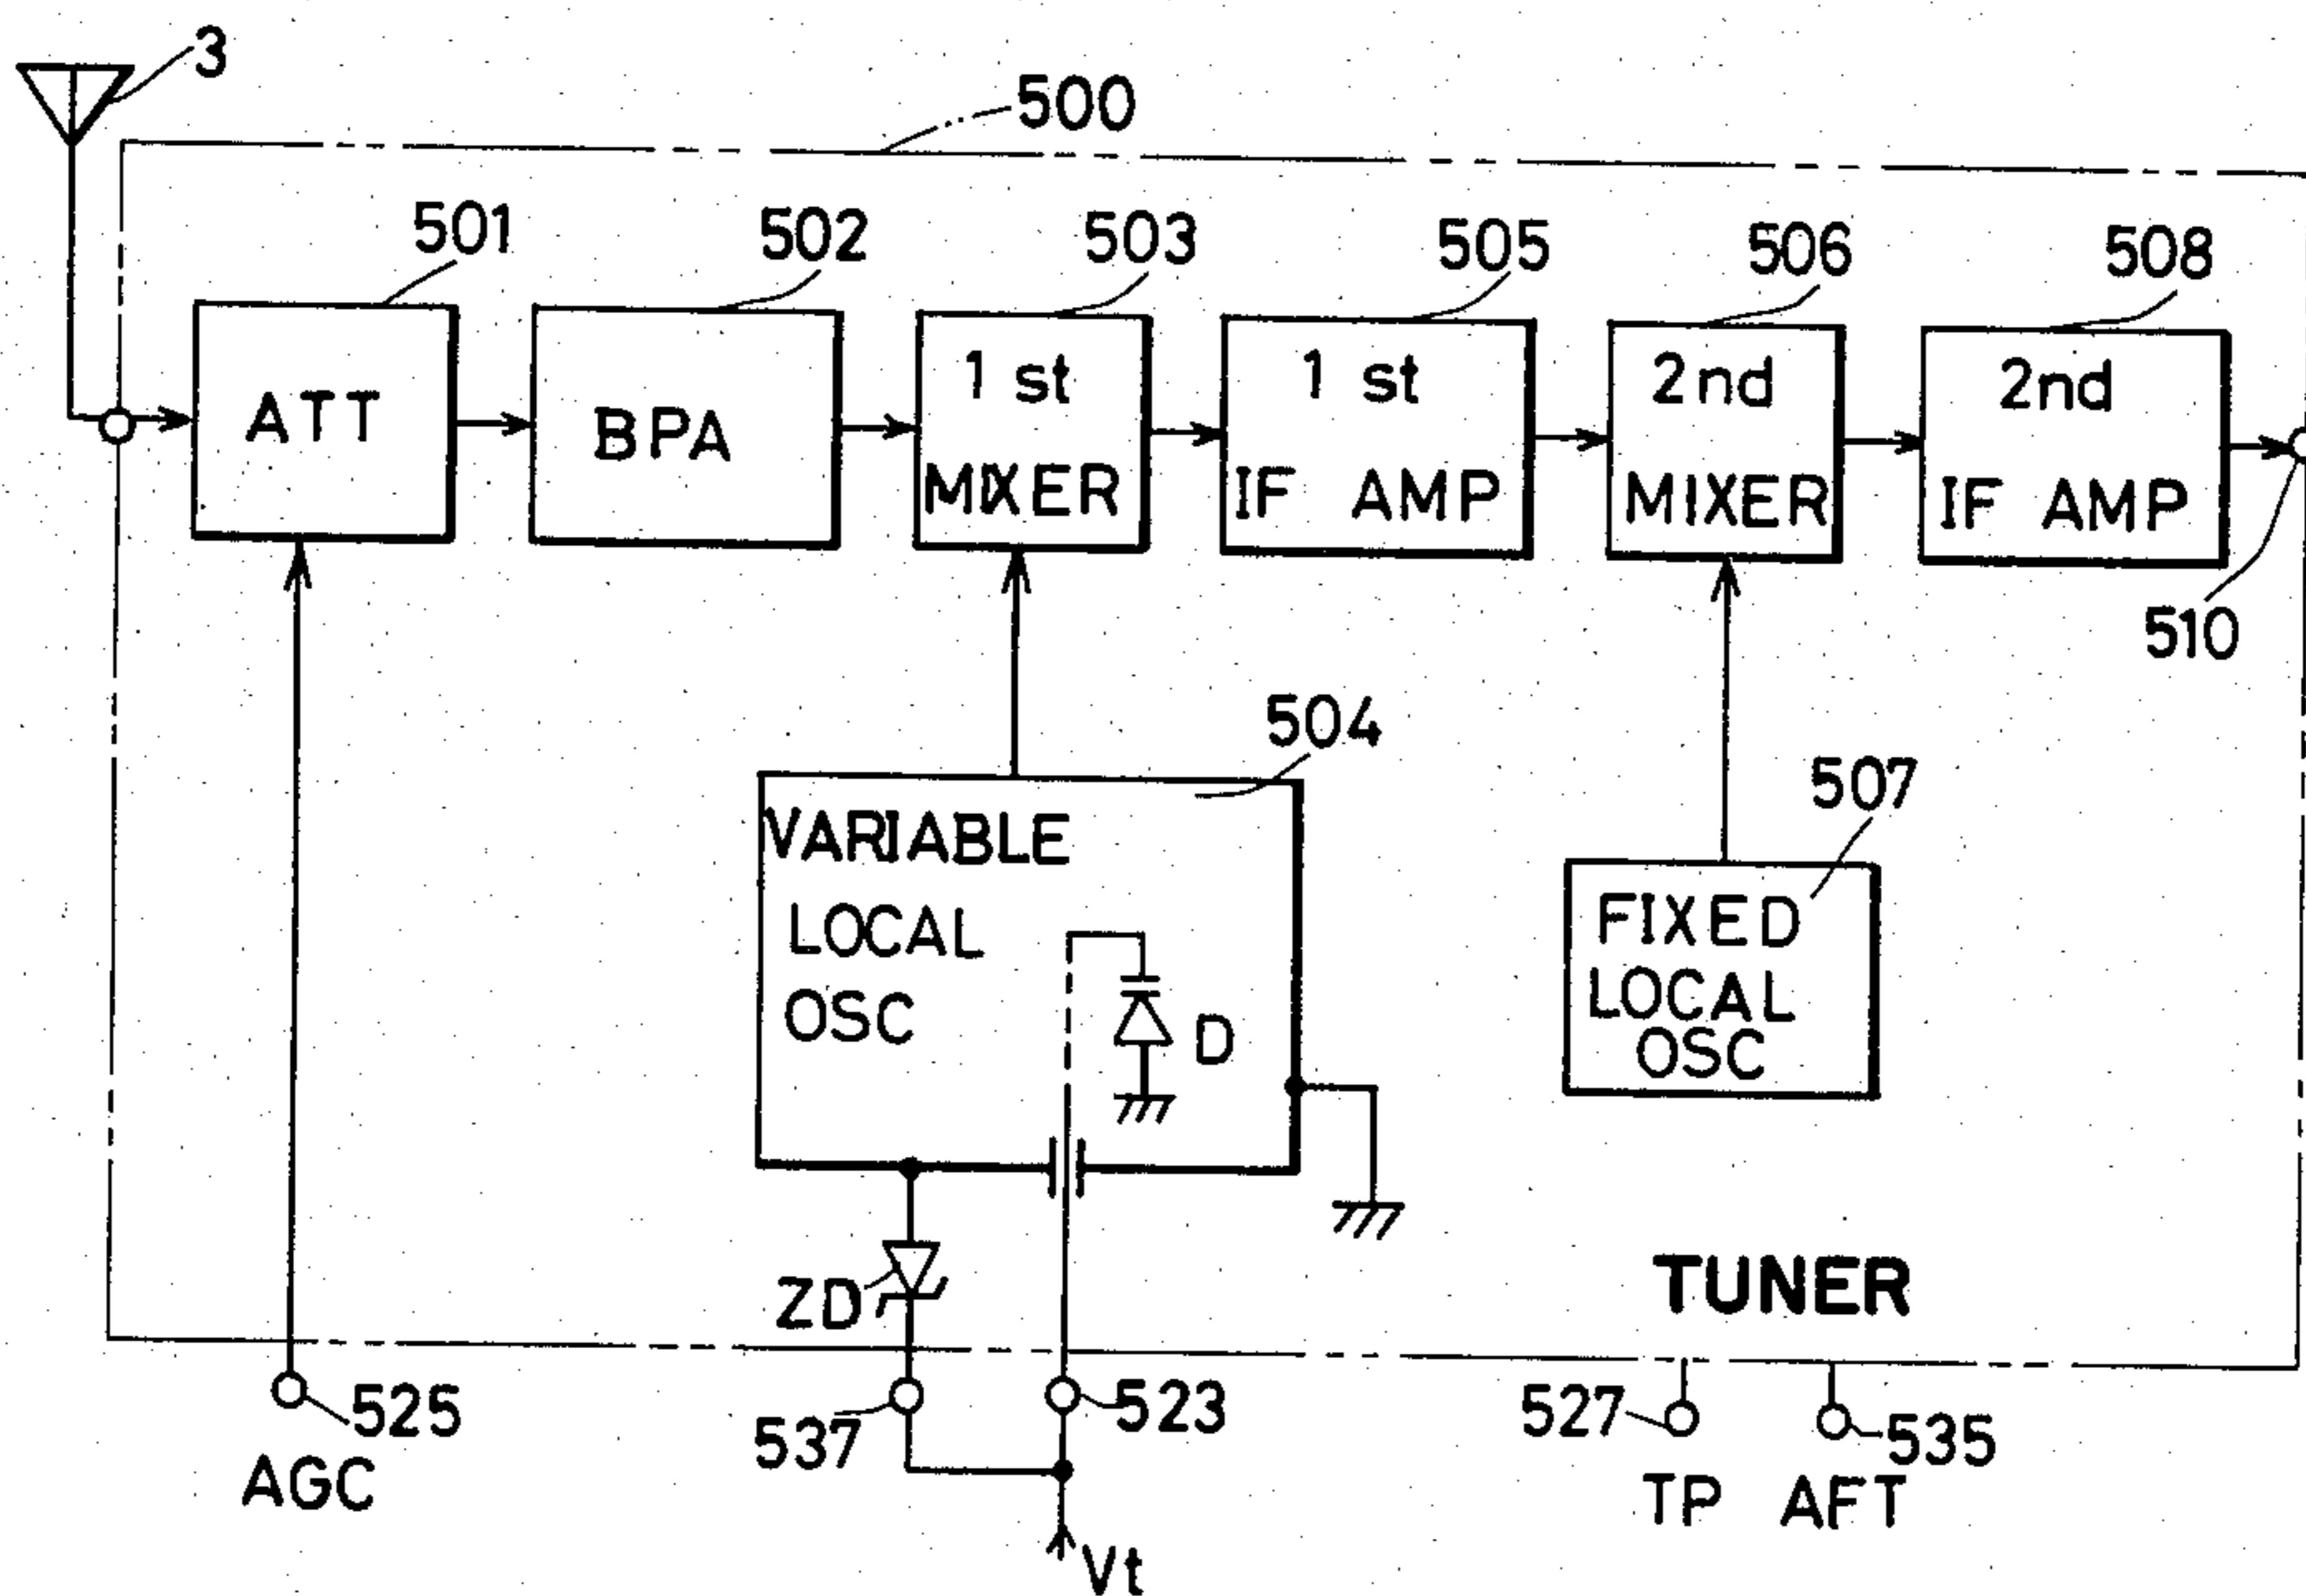 3
500
501
502
503
505
506
508
ATT
BPA
1 st
MIXER
1 st
IF AMP
2nd
MIXER
2nd
IF AMP
510
504
VARIABLE
LOCAL
OSC
D
507
FIXED
LOCAL
OSC
ZD
TUNER
525
AGC
537
523
527
535
TP
AFT
Vt